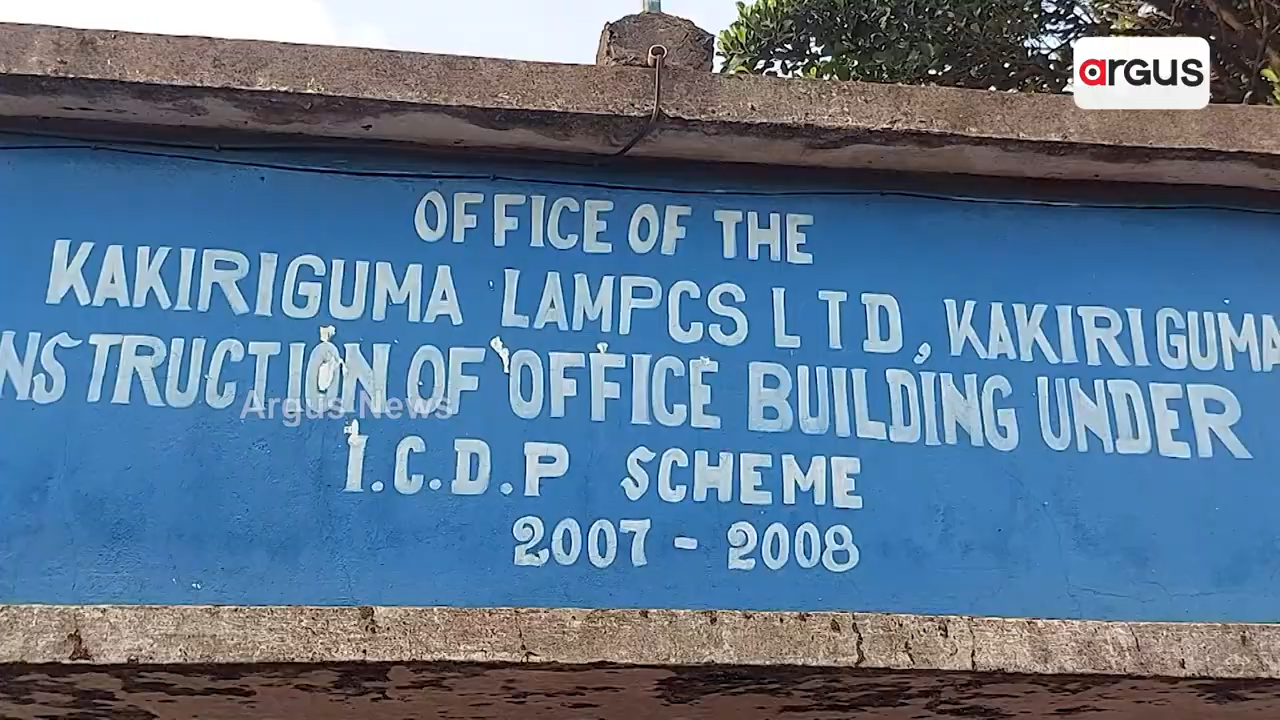 argus
OFFICE OF THE
KAKIRIGUMA LAMPCS LTD, KAKIRIGUMA
NSTRUCTION OF OFFICE BUILDING UNDER
Argus News
I.C.D.P SCHEME
2007 - 2008